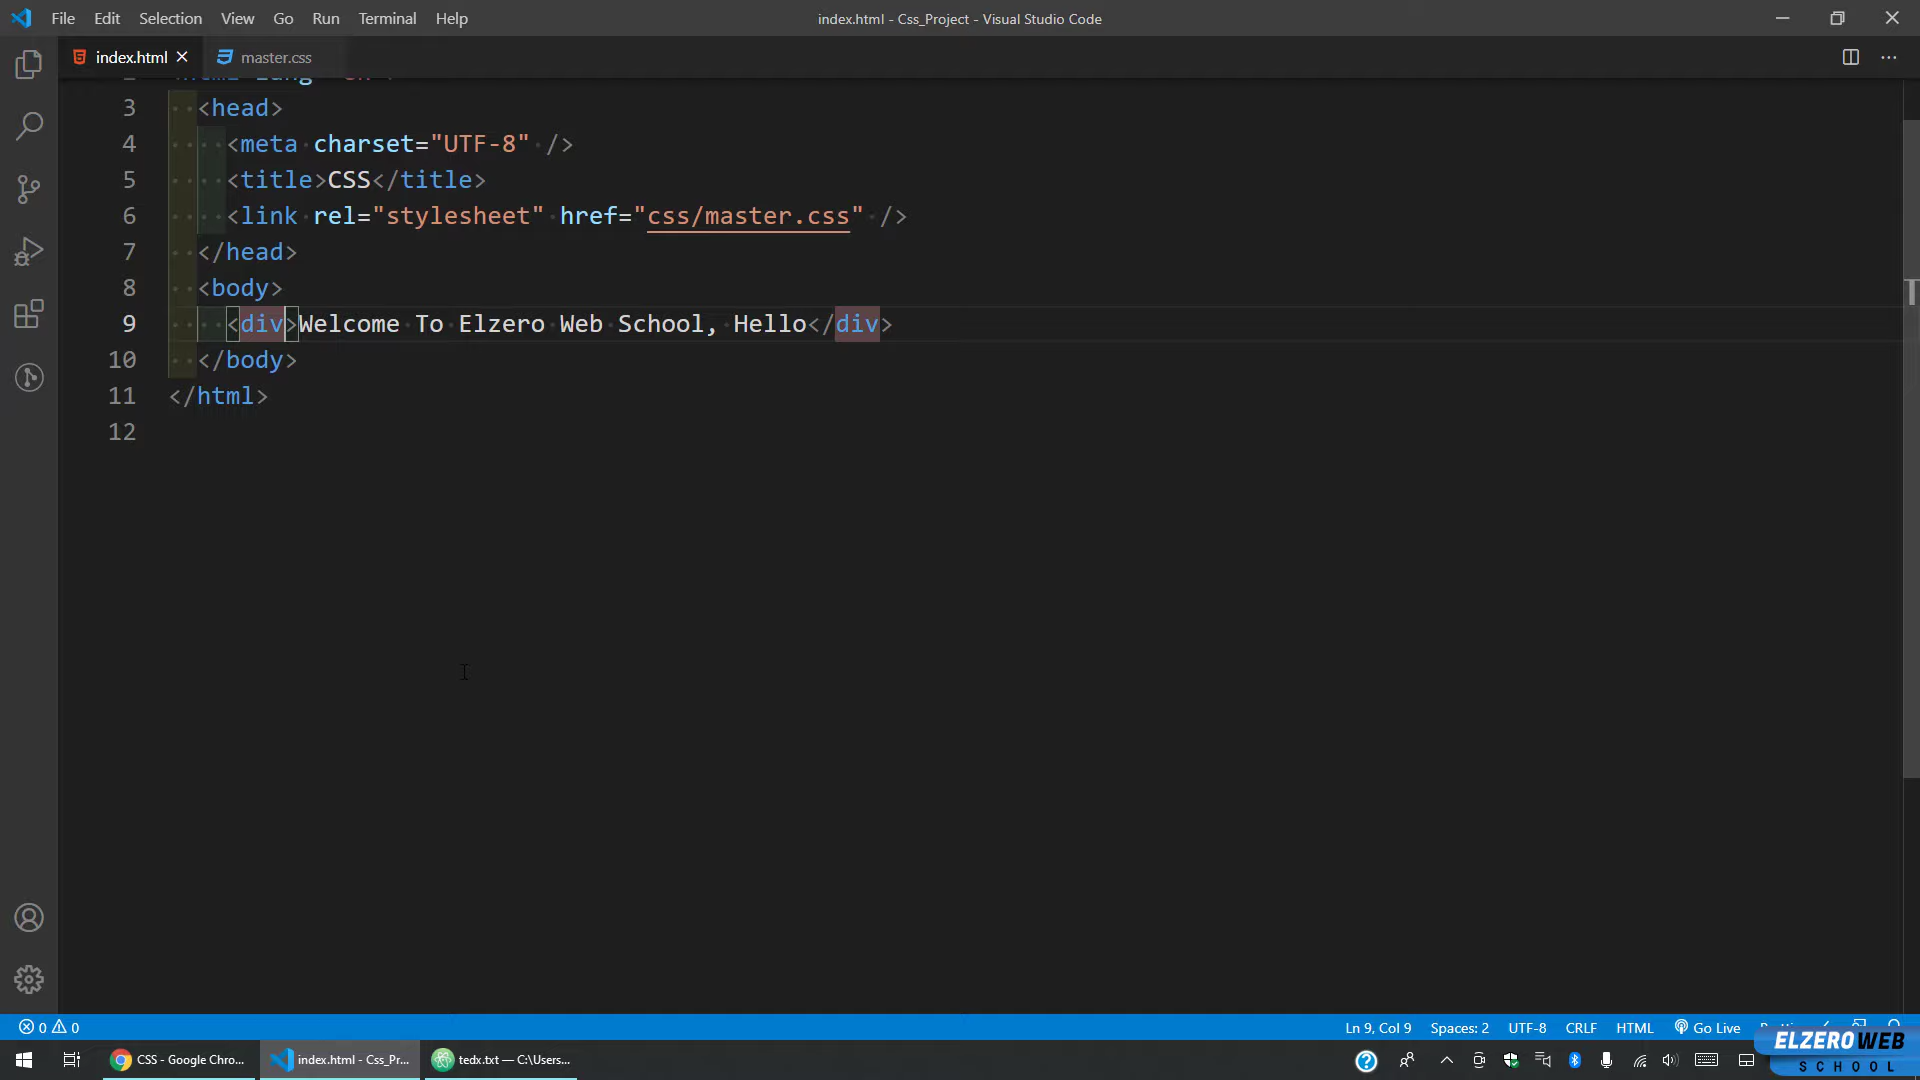 File Edit Selection View Go Run Terminal Help
index.html - Css_Project - Visual Studio Code
index.html
master.css
3 <head>
4 <meta charset="UTF-8" />
5 <title>CSS</title>
6 <link rel="stylesheet" href="css/master.css" />
7 </head>
8 <body>
9 <div>Welcome To Elzero Web School, Hello</div>
10 </body>
11 </html>
12
0 0
Ln 9, Col 9 Spaces: 2 UTF-8 CRLF HTML Go Live
CSS - Google Chro...
index.html - Css_Pr...
tedx.txt — C:\Users...
ELZERO WEB
SCHOOL